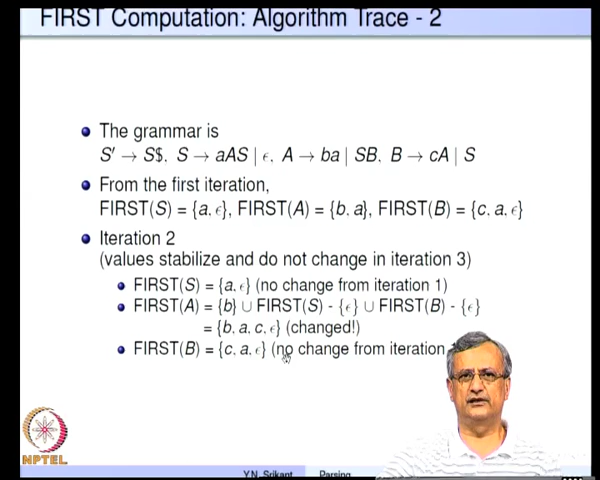 FIRST Computation: Algorithm Trace - 2
The grammar is
S′ → S$, S → aAS | ϵ, A → ba | SB, B → cA | S
From the first iteration,
FIRST(S) = {a, ϵ}, FIRST(A) = {b, a}, FIRST(B) = {c, a, ϵ}
Iteration 2
(values stabilize and do not change in iteration 3)
FIRST(S) = {a, ϵ} (no change from iteration 1)
FIRST(A) = {b} ∪ FIRST(S) - {ϵ} ∪ FIRST(B) - {ϵ}
= {b, a, c, ϵ} (changed!)
FIRST(B) = {c, a, ϵ} (no change from iteration
NPTEL
Y.N. Srikant Parsing